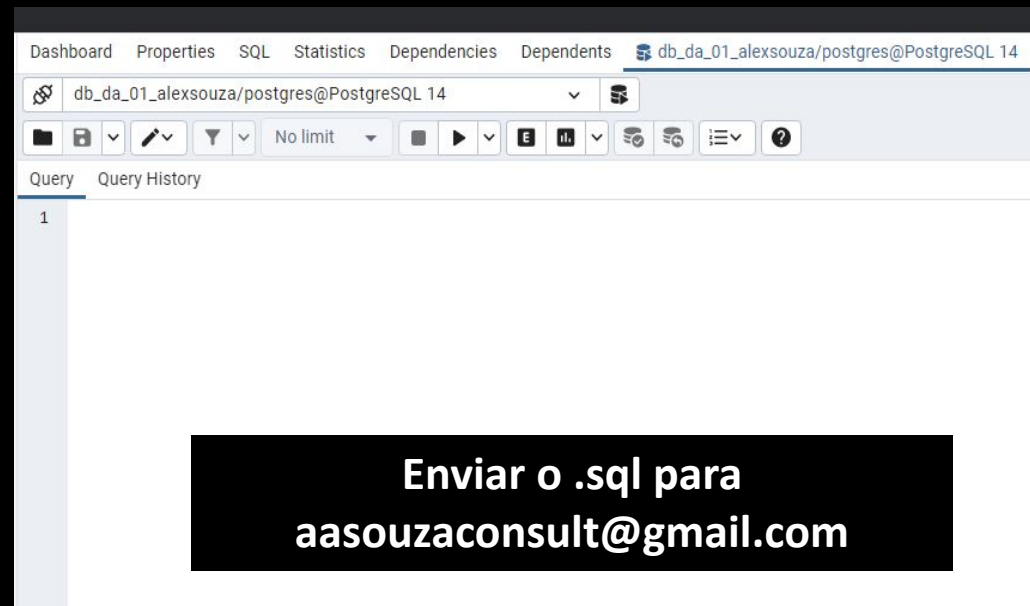 Dashboard Properties SQL Statistics Dependencies Dependents db_da_01_alexsouza/postgres@PostgreSQL 14
db_da_01_alexsouza/postgres@PostgreSQL 14
No limit E
Query Query History
1
Enviar o .sql para
aasouzaconsult@gmail.com